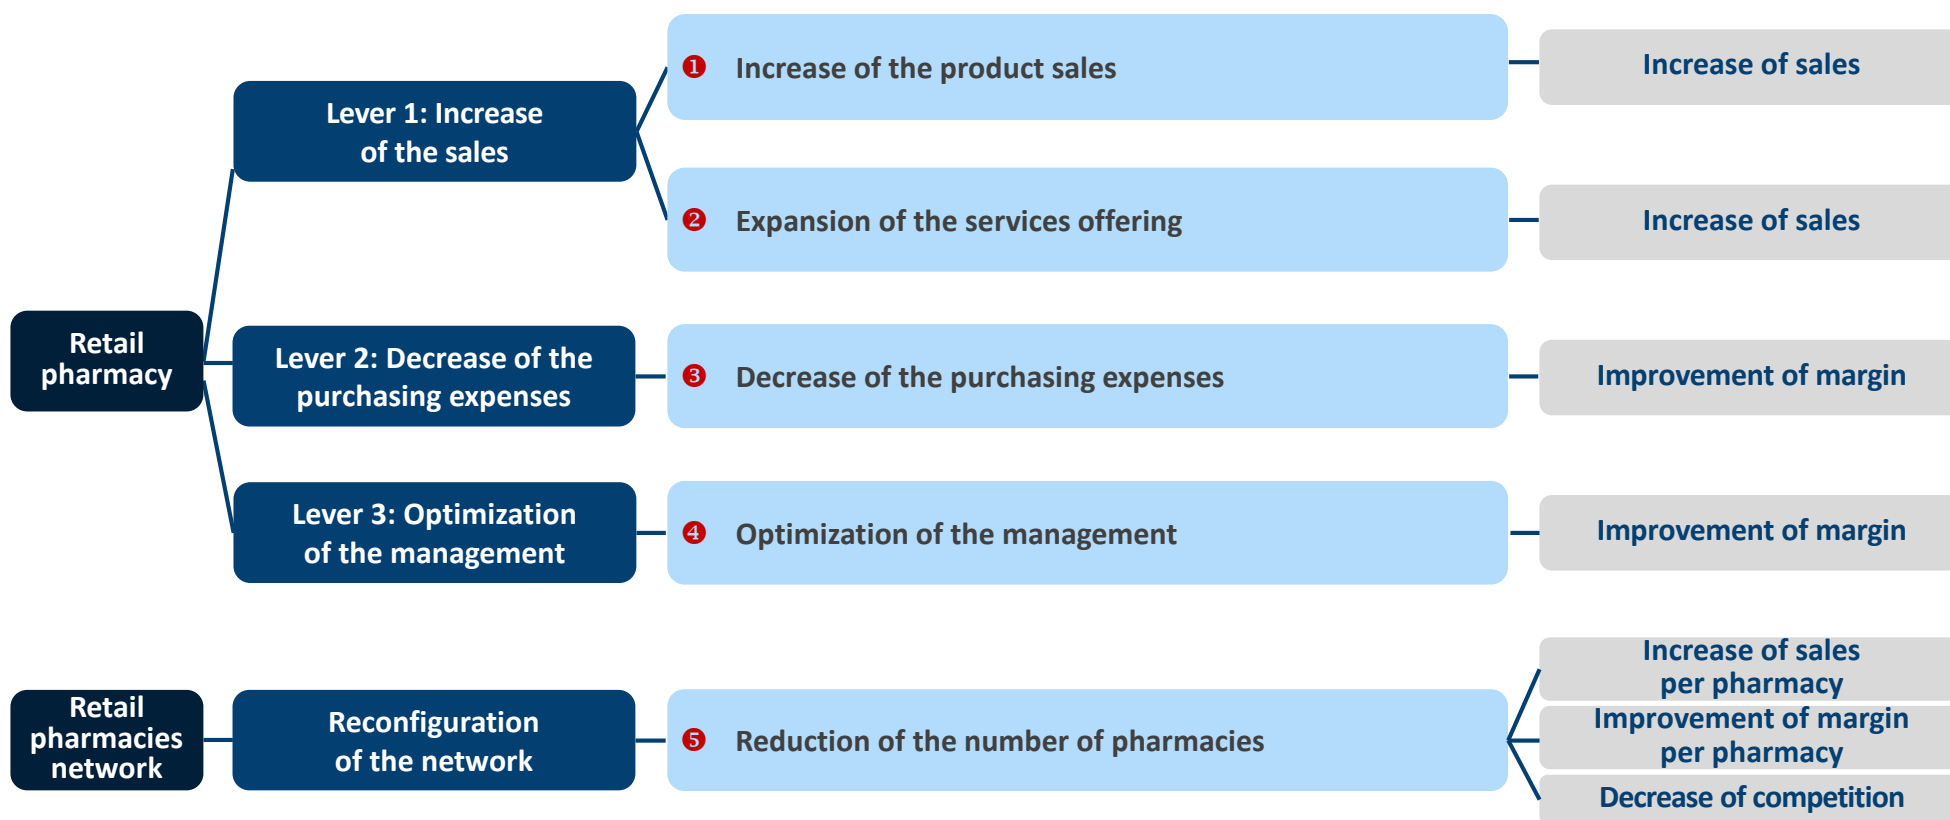 ❶ Increase of the product sales
Increase of sales
Lever 1: Increase
of the sales
❷ Expansion of the services offering
Increase of sales
Retail
pharmacy
Lever 2: Decrease of the
purchasing expenses
❸ Decrease of the purchasing expenses
Improvement of margin
Lever 3: Optimization
of the management
❹ Optimization of the management
Improvement of margin
Retail
pharmacies
network
Reconfiguration
of the network
❺ Reduction of the number of pharmacies
Increase of sales
per pharmacy
Improvement of margin
per pharmacy
Decrease of competition